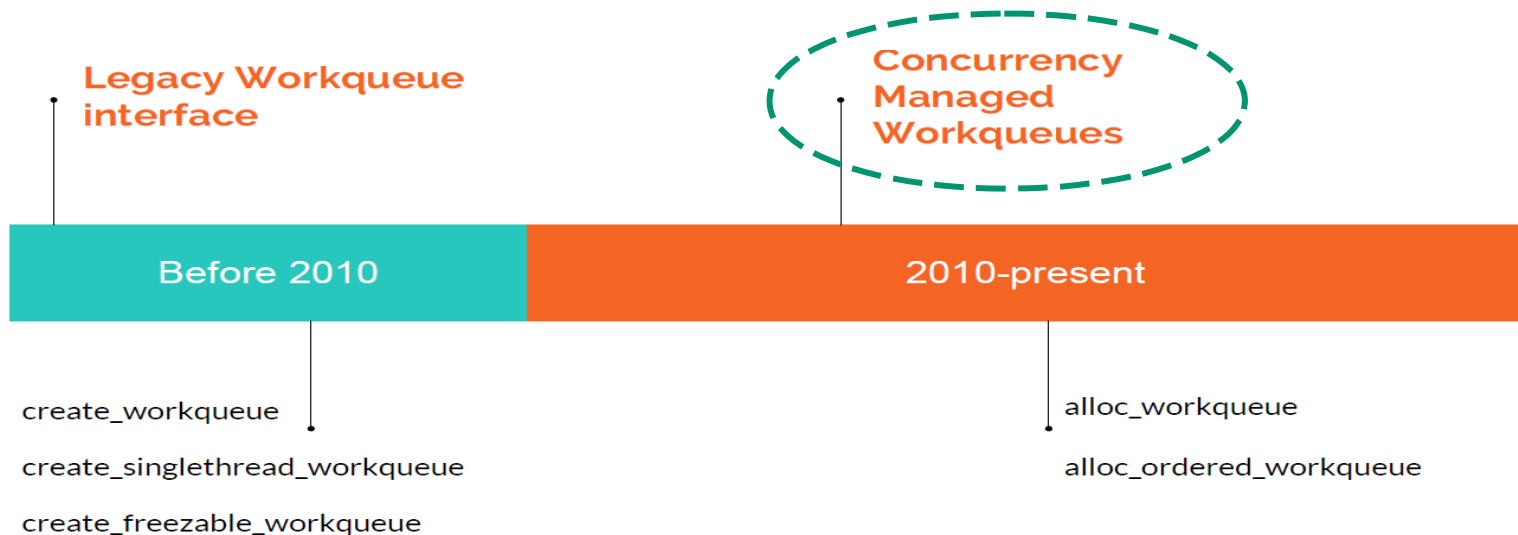 Legacy Workqueue
interface
Concurrency
Managed
Workqueues
Before 2010
2010-present
create_workqueue
create_singlethread_workqueue
create_freezable_workqueue
alloc_workqueue
alloc_ordered_workqueue